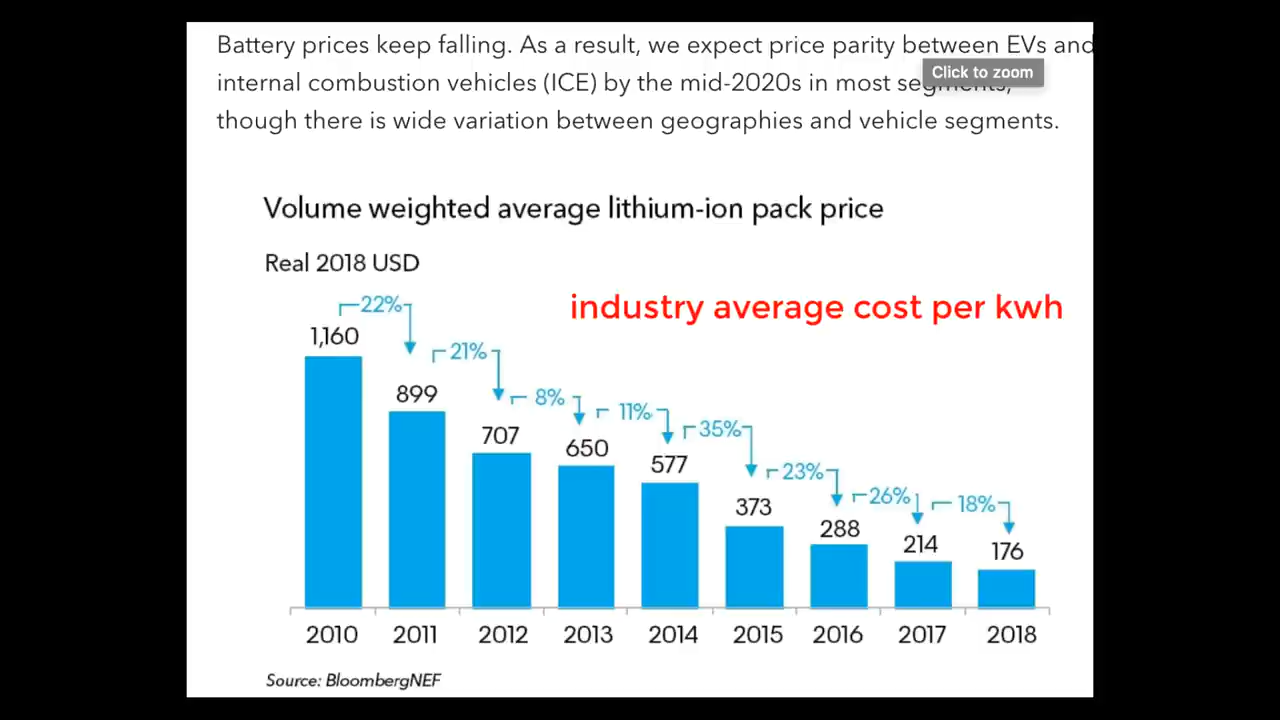 Battery prices keep falling. As a result, we expect price parity between EVs and
Click to zoom
internal combustion vehicles (ICE) by the mid-2020s in most segments,
though there is wide variation between geographies and vehicle segments.
Volume weighted average lithium-ion pack price
Real 2018 USD
industry average cost per kwh
22%
1,160
21%
899
8%
11%
707
35%
650
577
23%
26%
18%
373
288
214
176
2010 2011 2012 2013 2014 2015 2016 2017 2018
Source: BloombergNEF